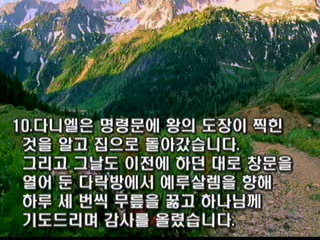 10.다니엘은 명령문에 왕의 도장이 찍힌
것을 알고 집으로 돌아갔습니다.
그리고 그날도 이전에 하던 대로 창문을
열어 둔 다락방에서 예루살렘을 향해
하루 세 번씩 무릎을 꿇고 하나님께
기도드리며 감사를 올렸습니다.